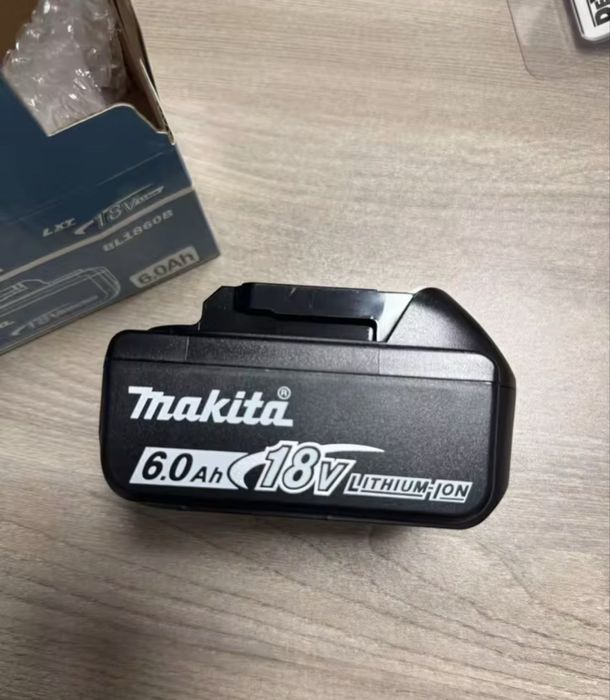 LXT 18V
BL1860B
6.0Ah
makita®
6.0Ah 18V LITHIUM-ION